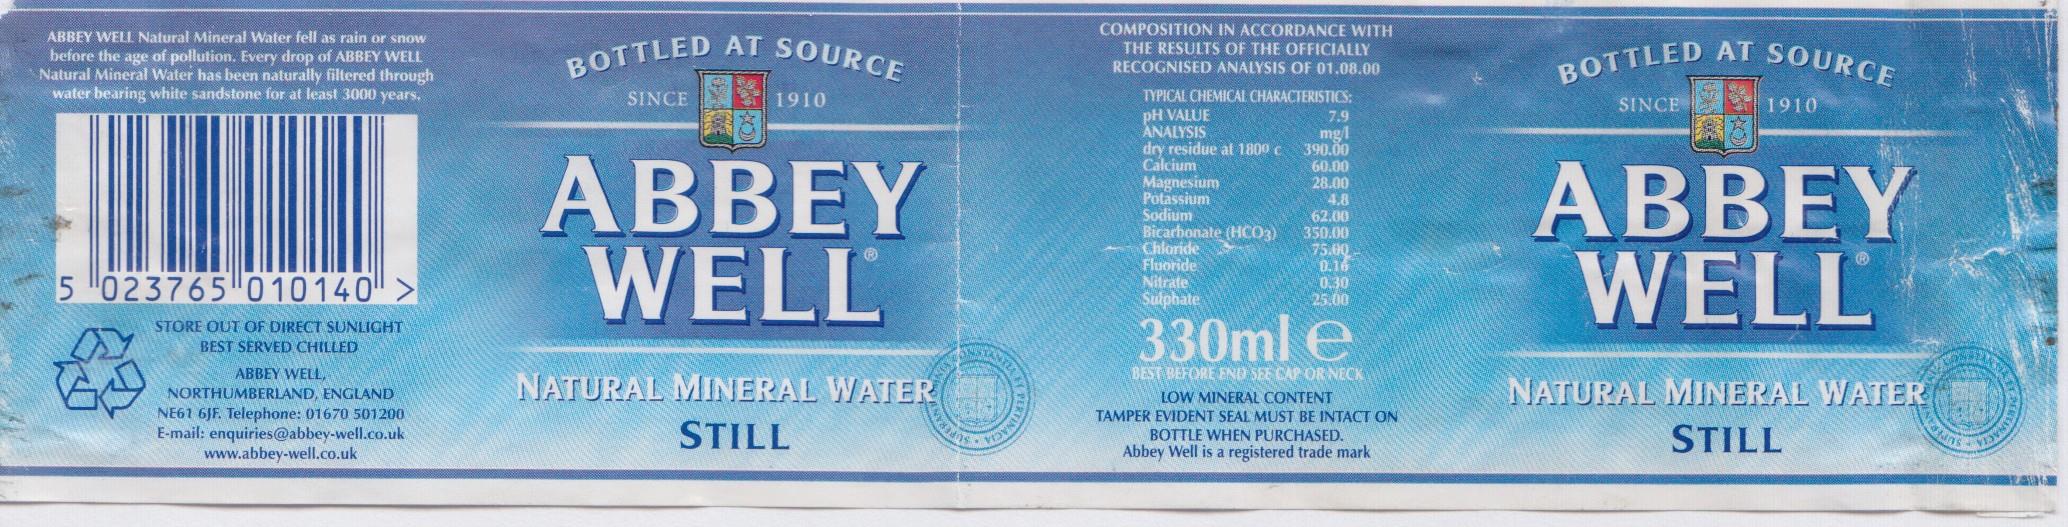 ABBEY WELL Natural Mineral Water fell as rain or snow
before the age of pollution. Every drop of ABBEY WELL
Natural Mineral Water has been naturally filtered through
water bearing white sandstone for at least 3000 years.
5 023765 010140 >
STORE OUT OF DIRECT SUNLIGHT
BEST SERVED CHILLED
ABBEY WELL,
NORTHUMBERLAND, ENGLAND
NE61 6JF. Telephone: 01670 501200
E-mail: enquiries@abbey-well.co.uk
www.abbey-well.co.uk
BOTTLED AT SOURCE
SINCE 1910
ABBEY
WELL®
NATURAL MINERAL WATER
STILL
CONSTANTIA ET PERTINACIA • SUPERANT
COMPOSITION IN ACCORDANCE WITH
THE RESULTS OF THE OFFICIALLY
RECOGNISED ANALYSIS OF 01.08.00
TYPICAL CHEMICAL CHARACTERISTICS:
pH VALUE 7.9
ANALYSIS mg/l
dry residue at 180º c 390.00
Calcium 60.00
Magnesium 28.00
Potassium 4.8
Sodium 62.00
Bicarbonate (HCO3) 350.00
Chloride 75.00
Fluoride 0.16
Nitrate 0.30
Sulphate 25.00
330ml e
BEST BEFORE END SEE CAP OR NECK
LOW MINERAL CONTENT
TAMPER EVIDENT SEAL MUST BE INTACT ON
BOTTLE WHEN PURCHASED.
Abbey Well is a registered trade mark
BOTTLED AT SOURCE
SINCE 1910
ABBEY
WELL®
NATURAL MINERAL WATER
STILL